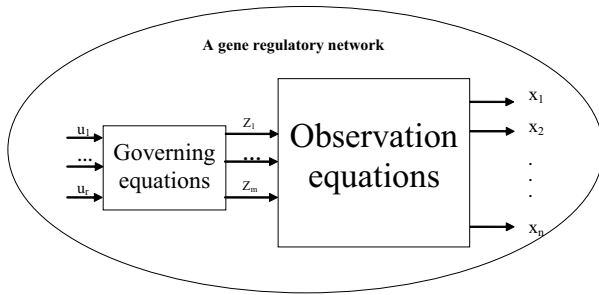 A gene regulatory network
u1
...
ur
Governing
equations
Z1
...
Zm
Observation
equations
x1
x2
.
.
.
xn